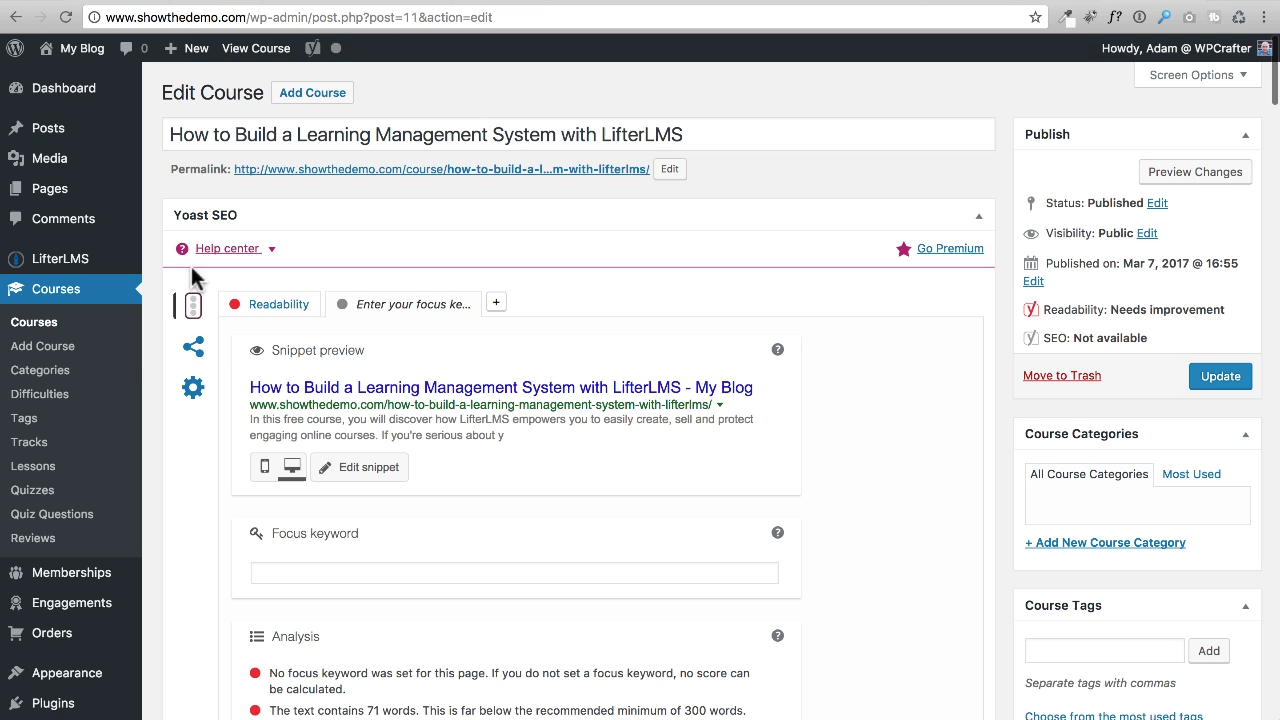 www.showthedemo.com/wp-admin/post.php?post=11&action=edit
My Blog 0 New View Course Howdy, Adam @ WPCrafter
Screen Options
Dashboard
Posts
Media
Pages
Comments
LifterLMS
Courses
Courses
Add Course
Categories
Difficulties
Tags
Tracks
Lessons
Quizzes
Quiz Questions
Reviews
Memberships
Engagements
Orders
Appearance
Plugins
Edit Course Add Course
How to Build a Learning Management System with LifterLMS
Permalink: http://www.showthedemo.com/course/how-to-build-a-l...m-with-lifterlms/ Edit
Yoast SEO
Help center Go Premium
Readability Enter your focus ke... +
Snippet preview
How to Build a Learning Management System with LifterLMS - My Blog
www.showthedemo.com/how-to-build-a-learning-management-system-with-lifterlms/
In this free course, you will discover how LifterLMS empowers you to easily create, sell and protect
engaging online courses. If you're serious about y
Edit snippet
Focus keyword
Analysis
No focus keyword was set for this page. If you do not set a focus keyword, no score can
be calculated.
The text contains 71 words. This is far below the recommended minimum of 300 words.
Publish
Preview Changes
Status: Published Edit
Visibility: Public Edit
Published on: Mar 7, 2017 @ 16:55
Edit
Readability: Needs improvement
SEO: Not available
Move to Trash Update
Course Categories
All Course Categories Most Used
+ Add New Course Category
Course Tags
Add
Separate tags with commas
Choose from the most used tags